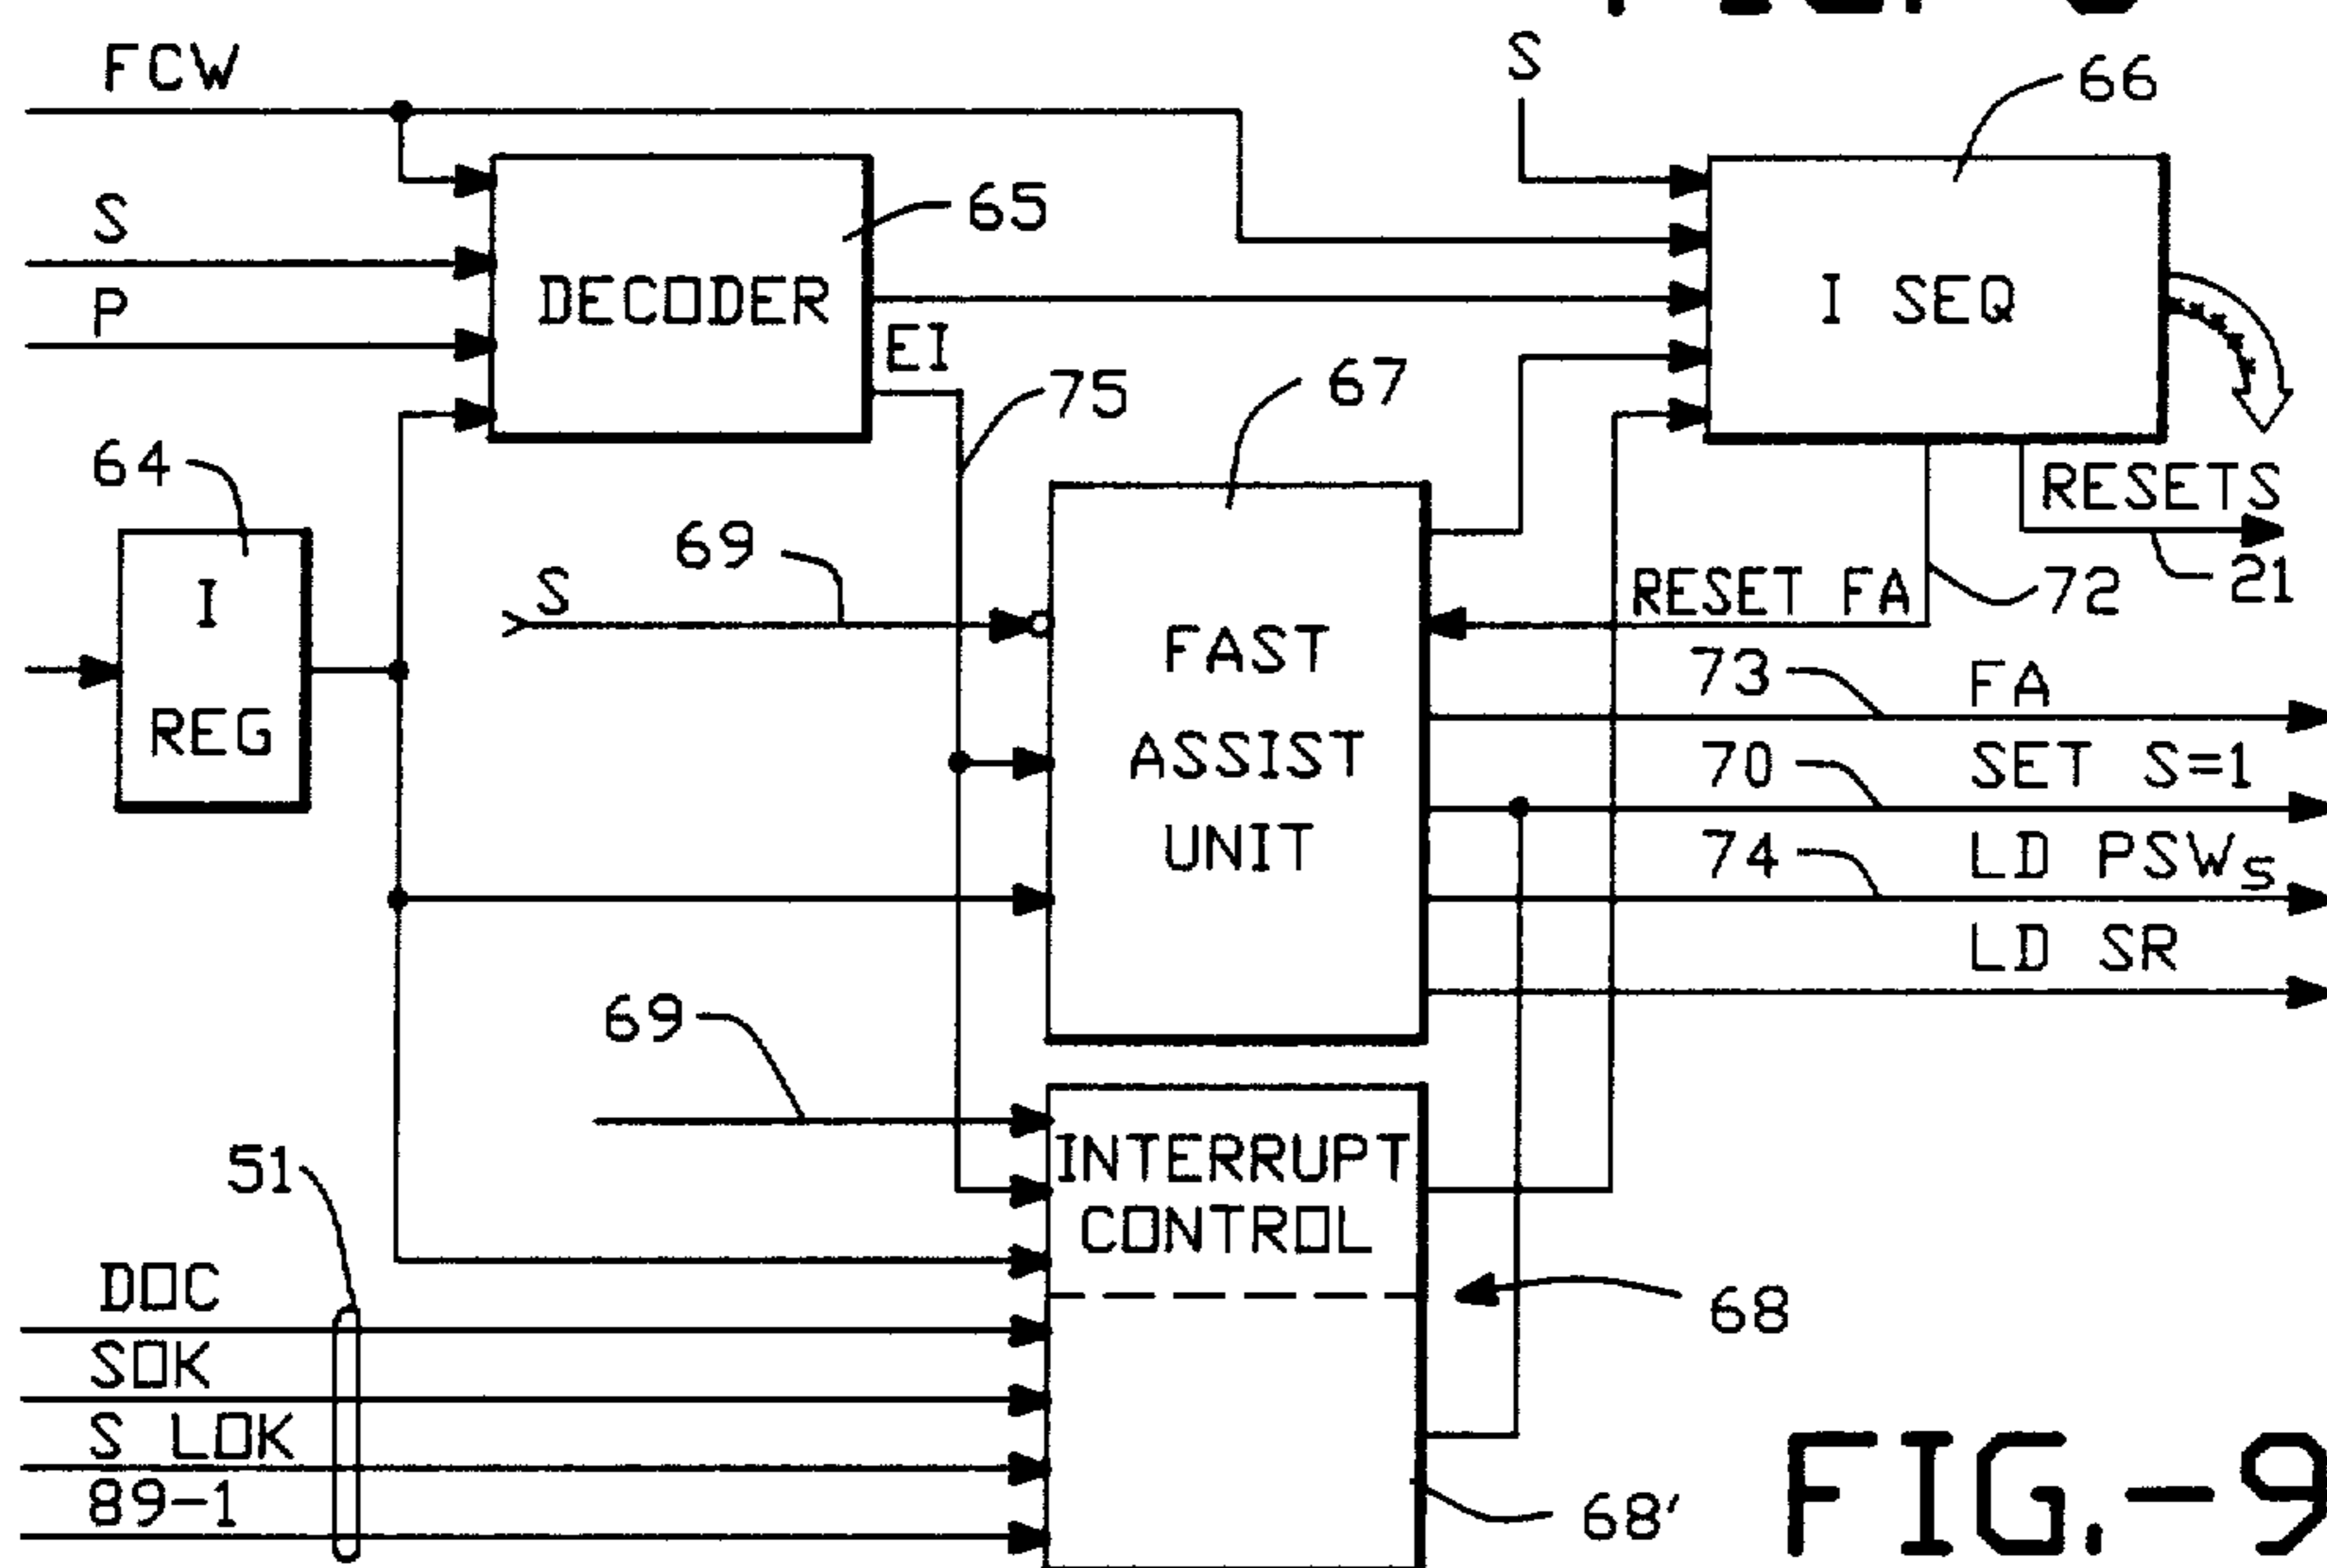 FCW
S
66
S
65
DECODER
I SEQ
P
EI
75
67
64
RESETS
69
I
S
RESET FA
72
21
FAST
73
FA
REG
ASSIST
70
SET S=1
UNIT
74
LD PSWs
LD SR
69
51
INTERRUPT
CONTROL
DOC
68
SOK
S LOK
89-1
68'
FIG.-9